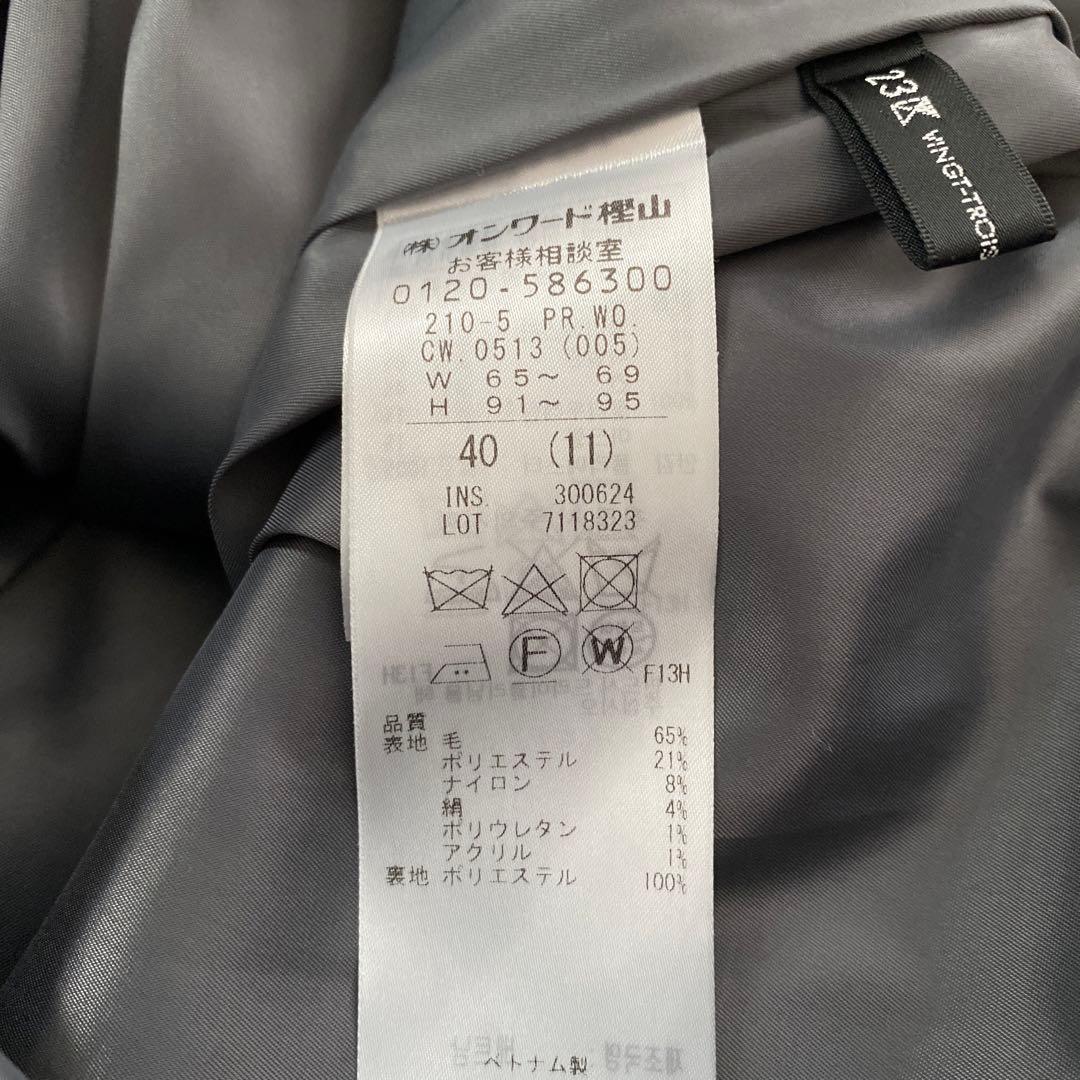 23区
VINGT-TROIS
(株)オンワード樫山
お客様相談室
0120-586300
210-5 PR.WO.
CW.0513(005)
W 65～ 69
H 91～ 95
40 (11)
INS. 300624
LOT 7118323
F W
F13H
品質
表地 毛 65%
ポリエステル 21%
ナイロン 8%
絹 4%
ポリウレタン 1%
アクリル 1%
裏地 ポリエステル 100%
ベトナム製